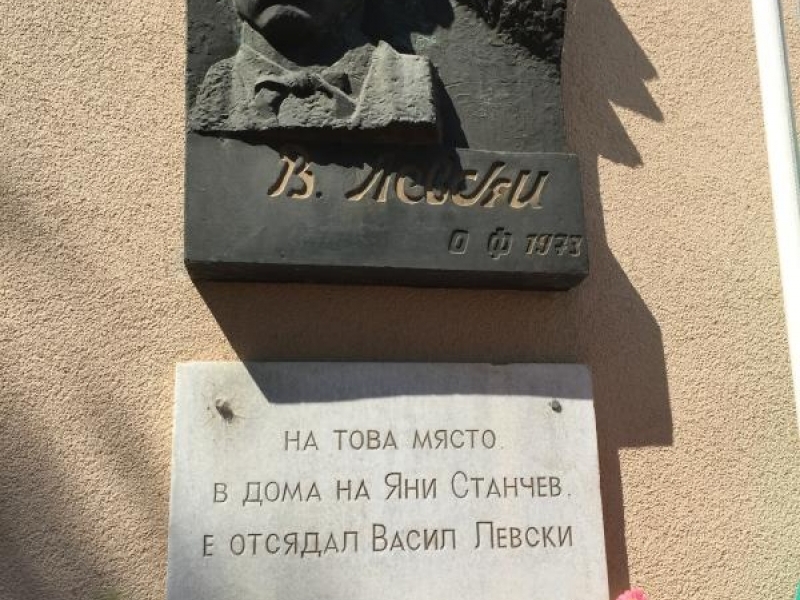 В. Левски
О Ф 1973
НА ТОВА МЯСТО
В ДОМА НА ЯНИ СТАНЧЕВ
Е ОТСЯДАЛ ВАСИЛ ЛЕВСКИ